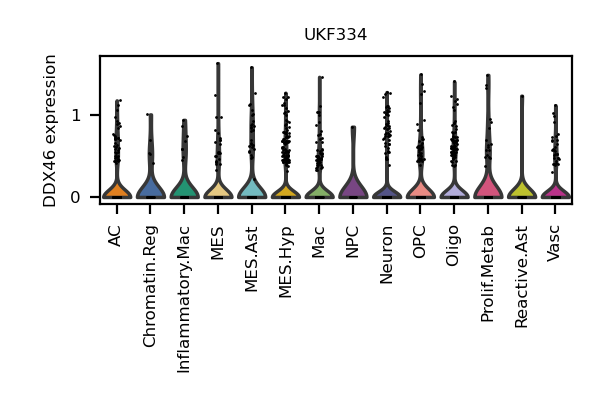 UKF334
DDX46 expression
1
0
AC
Chromatin.Reg
Inflammatory.Mac
MES
MES.Ast
MES.Hyp
Mac
NPC
Neuron
OPC
Oligo
Prolif.Metab
Reactive.Ast
Vasc